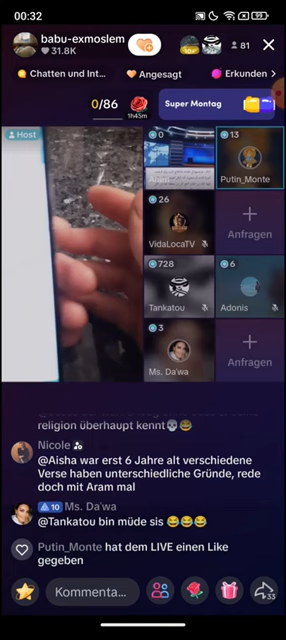 00:32
99
babu-exmoslem
31.8K
81
Chatten und Int...
Angesagt
Erkunden >
0/86
1h45m
Super Montag
Host
0
13
Putin_Monte
26
VidaLocaTV
Anfragen
728
Tankatou
6
Adonis
3
Ms. Da'wa
Anfragen
religion überhaupt kennt💀😂
Nicole
@Aisha war erst 6 Jahre alt verschiedene
Verse haben unterschiedliche Gründe, rede
doch mit Aram mal
10 Ms. Da'wa
@Tankatou bin müde sis 😂😂😂
Putin_Monte hat dem LIVE einen Like
gegeben
Kommenta...
33